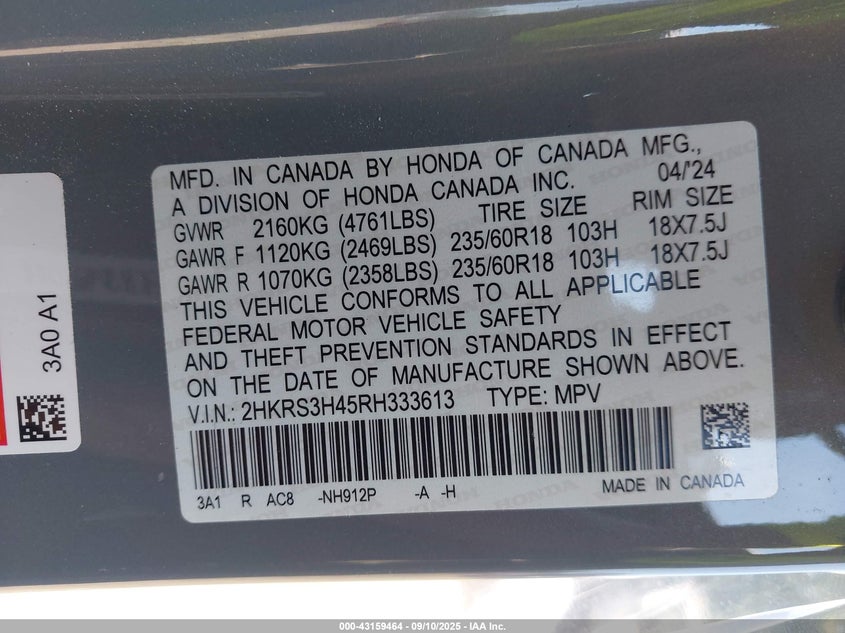 MFD. IN CANADA BY HONDA OF CANADA MFG.,
A DIVISION OF HONDA CANADA INC. 04/'24
GVWR 2160KG (4761LBS) TIRE SIZE RIM SIZE
GAWR F 1120KG (2469LBS) 235/60R18 103H 18X7.5J
GAWR R 1070KG (2358LBS) 235/60R18 103H 18X7.5J
THIS VEHICLE CONFORMS TO ALL APPLICABLE
FEDERAL MOTOR VEHICLE SAFETY
AND THEFT PREVENTION STANDARDS IN EFFECT
ON THE DATE OF MANUFACTURE SHOWN ABOVE.
V.I.N.: 2HKRS3H45RH333613 TYPE: MPV
3A1 R AC8 -NH912P -A -H MADE IN CANADA
3A0 A1
000-43159464 - 09/10/2025 - IAA Inc.